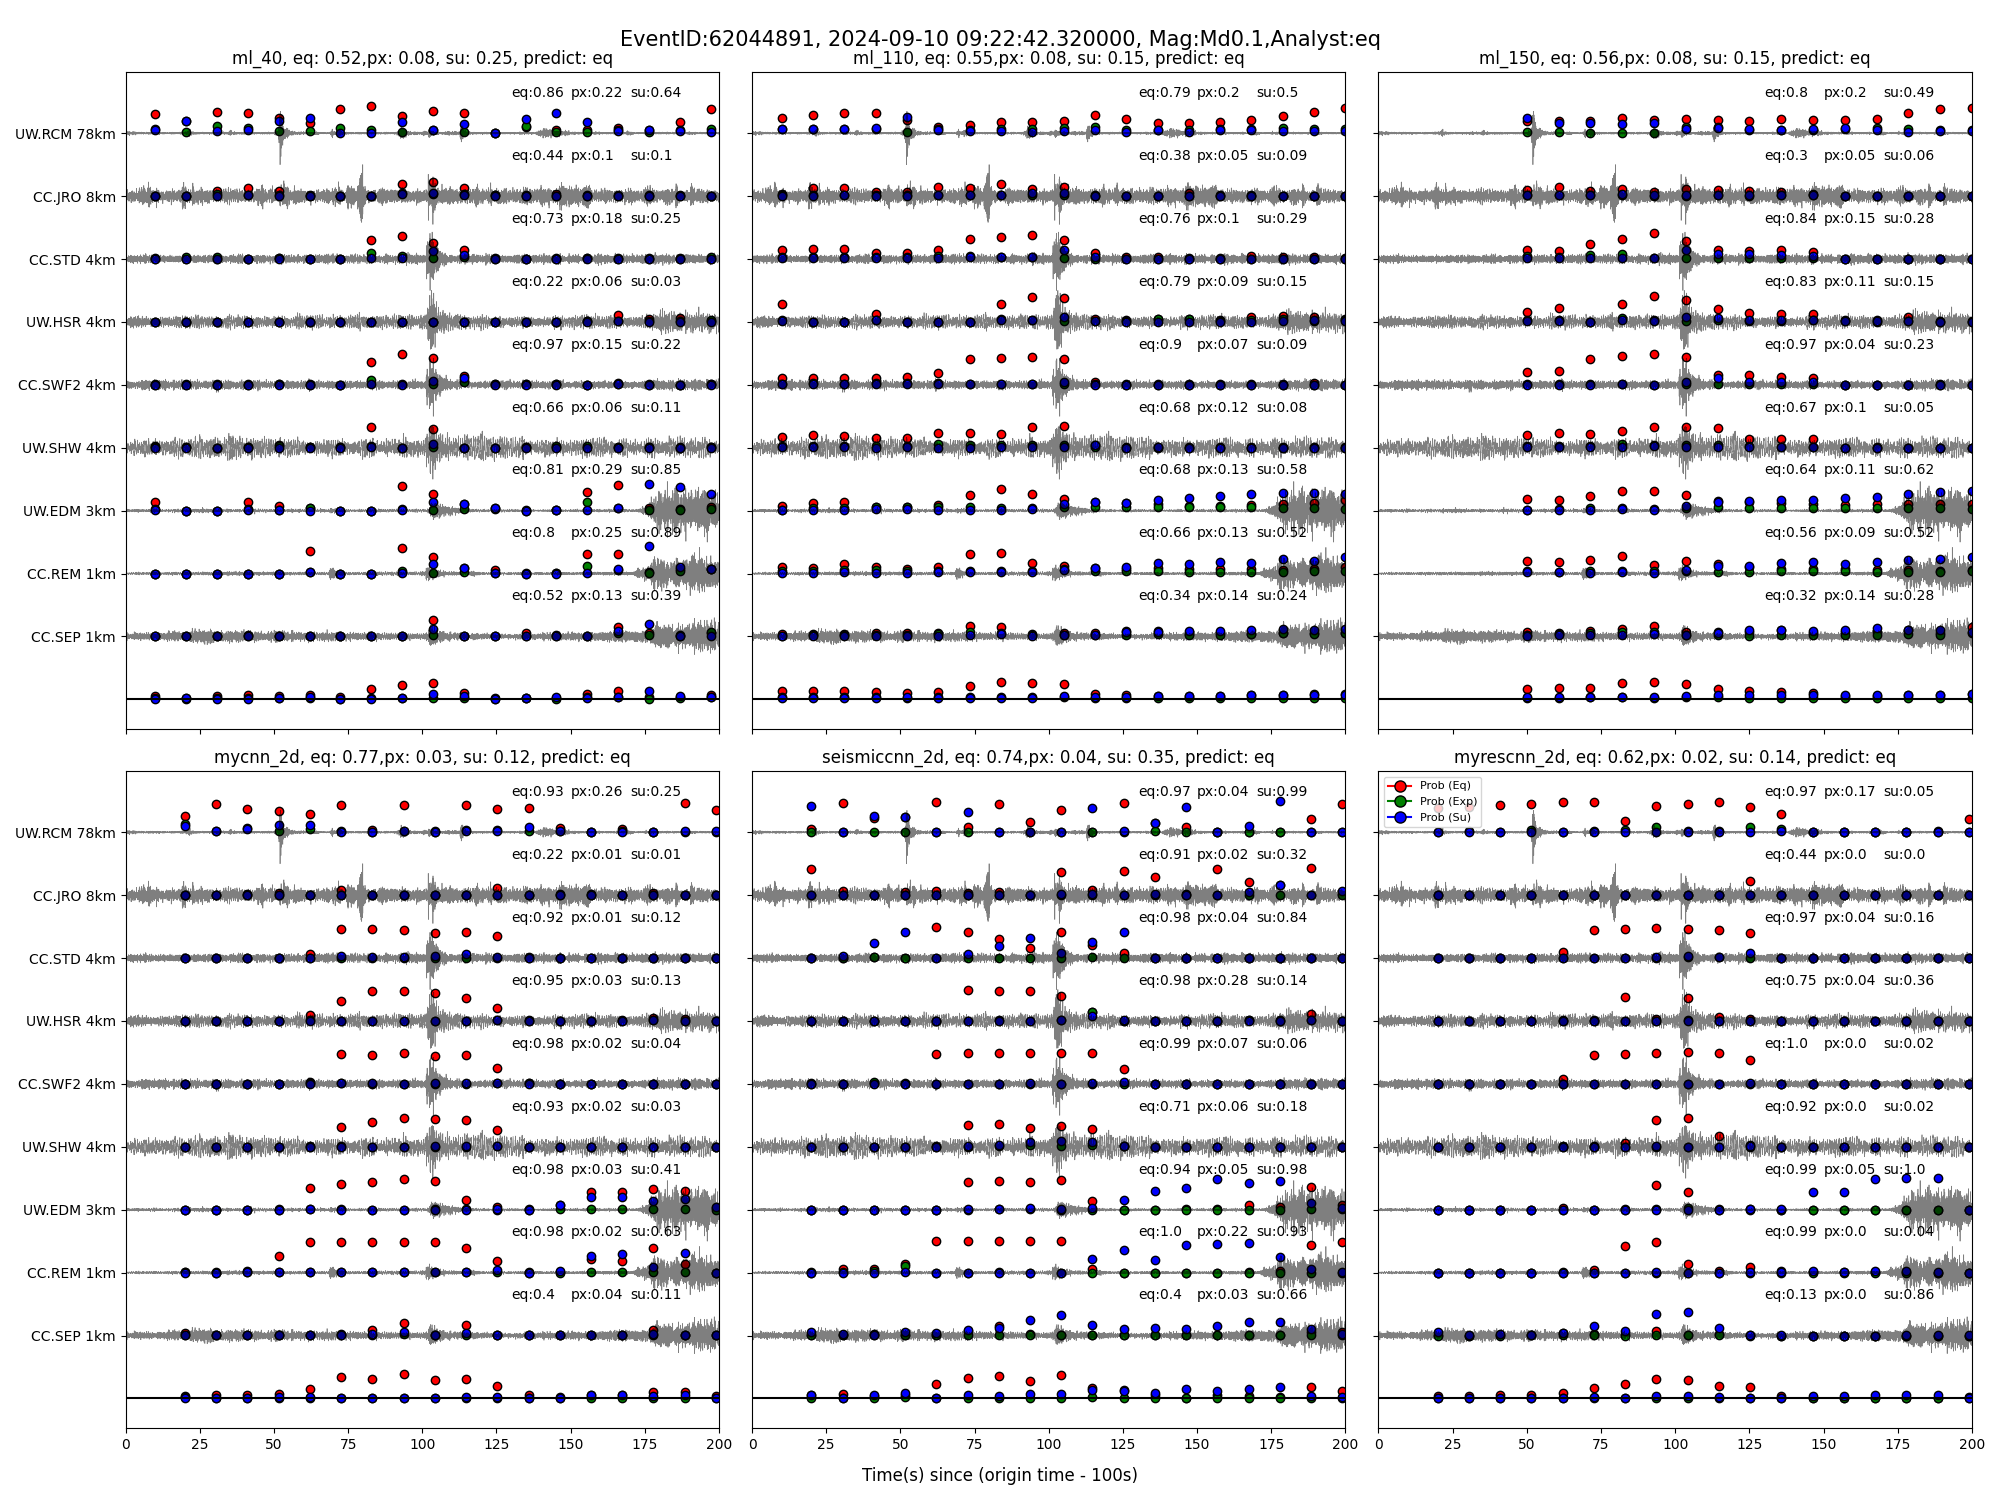 EventID:62044891, 2024-09-10 09:22:42.320000, Mag:Md0.1,Analyst:eq
ml_40, eq: 0.52,px: 0.08, su: 0.25, predict: eq
eq:0.86 px:0.22 su:0.64
UW.RCM 78km
eq:0.44 px:0.1 su:0.1
CC.JRO 8km
eq:0.73 px:0.18 su:0.25
CC.STD 4km
eq:0.22 px:0.06 su:0.03
UW.HSR 4km
eq:0.97 px:0.15 su:0.22
CC.SWF2 4km
eq:0.66 px:0.06 su:0.11
UW.SHW 4km
eq:0.81 px:0.29 su:0.85
UW.EDM 3km
eq:0.8 px:0.25 su:0.89
CC.REM 1km
eq:0.52 px:0.13 su:0.39
CC.SEP 1km
ml_110, eq: 0.55,px: 0.08, su: 0.15, predict: eq
eq:0.79 px:0.2 su:0.5
eq:0.38 px:0.05 su:0.09
eq:0.76 px:0.1 su:0.29
eq:0.79 px:0.09 su:0.15
eq:0.9 px:0.07 su:0.09
eq:0.68 px:0.12 su:0.08
eq:0.68 px:0.13 su:0.58
eq:0.66 px:0.13 su:0.52
eq:0.34 px:0.14 su:0.24
ml_150, eq: 0.56,px: 0.08, su: 0.15, predict: eq
eq:0.8 px:0.2 su:0.49
eq:0.3 px:0.05 su:0.06
eq:0.84 px:0.15 su:0.28
eq:0.83 px:0.11 su:0.15
eq:0.97 px:0.04 su:0.23
eq:0.67 px:0.1 su:0.05
eq:0.64 px:0.11 su:0.62
eq:0.56 px:0.09 su:0.52
eq:0.32 px:0.14 su:0.28
mycnn_2d, eq: 0.77,px: 0.03, su: 0.12, predict: eq
eq:0.93 px:0.26 su:0.25
UW.RCM 78km
eq:0.22 px:0.01 su:0.01
CC.JRO 8km
eq:0.92 px:0.01 su:0.12
CC.STD 4km
eq:0.95 px:0.03 su:0.13
UW.HSR 4km
eq:0.98 px:0.02 su:0.04
CC.SWF2 4km
eq:0.93 px:0.02 su:0.03
UW.SHW 4km
eq:0.98 px:0.03 su:0.41
UW.EDM 3km
eq:0.98 px:0.02 su:0.63
CC.REM 1km
eq:0.4 px:0.04 su:0.11
CC.SEP 1km
0 25 50 75 100 125 150 175 200
seismiccnn_2d, eq: 0.74,px: 0.04, su: 0.35, predict: eq
eq:0.97 px:0.04 su:0.99
eq:0.91 px:0.02 su:0.32
eq:0.98 px:0.04 su:0.84
eq:0.98 px:0.28 su:0.14
eq:0.99 px:0.07 su:0.06
eq:0.71 px:0.06 su:0.18
eq:0.94 px:0.05 su:0.98
eq:1.0 px:0.22 su:0.93
eq:0.4 px:0.03 su:0.66
0 25 50 75 100 125 150 175 200
myrescnn_2d, eq: 0.62,px: 0.02, su: 0.14, predict: eq
Prob (Eq)
Prob (Exp)
Prob (Su)
eq:0.97 px:0.17 su:0.05
eq:0.44 px:0.0 su:0.0
eq:0.97 px:0.04 su:0.16
eq:0.75 px:0.04 su:0.36
eq:1.0 px:0.0 su:0.02
eq:0.92 px:0.0 su:0.02
eq:0.99 px:0.05 su:1.0
eq:0.99 px:0.0 su:0.04
eq:0.13 px:0.0 su:0.86
0 25 50 75 100 125 150 175 200
Time(s) since (origin time - 100s)